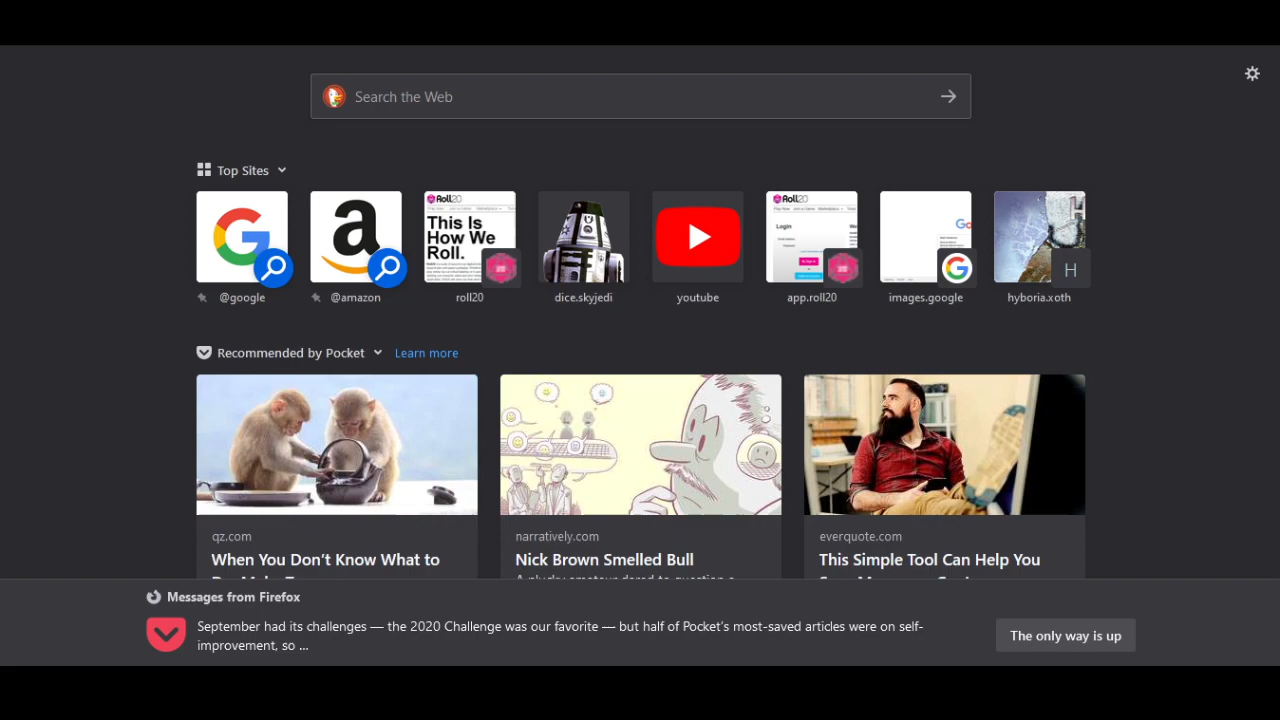 Search the Web
Top Sites
Roll20
This Is
How We
Roll.
Roll20
Login
Go
H
@google
@amazon
roll20
dice.skyjedi
youtube
app.roll20
images.google
hyboria.xoth
Recommended by Pocket
Learn more
qz.com
narratively.com
everquote.com
When You Don't Know What to
Nick Brown Smelled Bull
This Simple Tool Can Help You
Messages from Firefox
September had its challenges — the 2020 Challenge was our favorite — but half of Pocket's most-saved articles were on self-
improvement, so ...
The only way is up